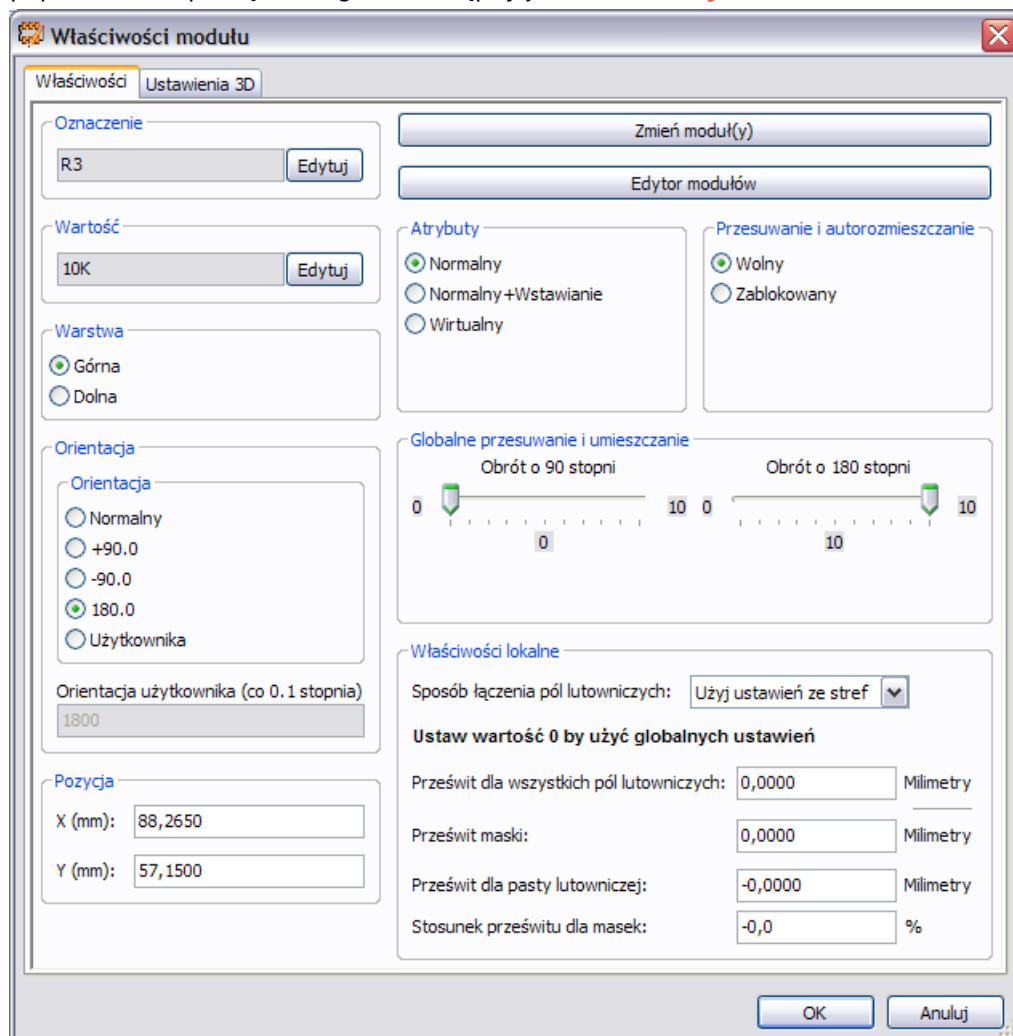 Właściwości modułu
Właściwości
Ustawienia 3D
Oznaczenie
R3
Edytuj
Zmień moduł(y)
Edytor modułów
Wartość
10K
Edytuj
Atrybuty
Normalny
Normalny+Wstawianie
Wirtualny
Przesuwanie i autorozmieszczanie
Wolny
Zablokowany
Warstwa
Górna
Dolna
Orientacja
Orientacja
Normalny
+90.0
-90.0
180.0
Użytkownika
Orientacja użytkownika (co 0.1 stopnia)
1800
Globalne przesuwanie i umieszczanie
Obrót o 90 stopni
0
10
0
Obrót o 180 stopni
0
10
10
Pozycja
X (mm): 88,2650
Y (mm): 57,1500
Właściwości lokalne
Sposób łączenia pól lutowniczych: Użyj ustawień ze stref
Ustaw wartość 0 by użyć globalnych ustawień
Prześwit dla wszystkich pól lutowniczych: 0,0000 Milimetry
Prześwit maski: 0,0000 Milimetry
Prześwit dla pasty lutowniczej: -0,0000 Milimetry
Stosunek prześwitu dla masek: -0,0 %
OK
Anuluj